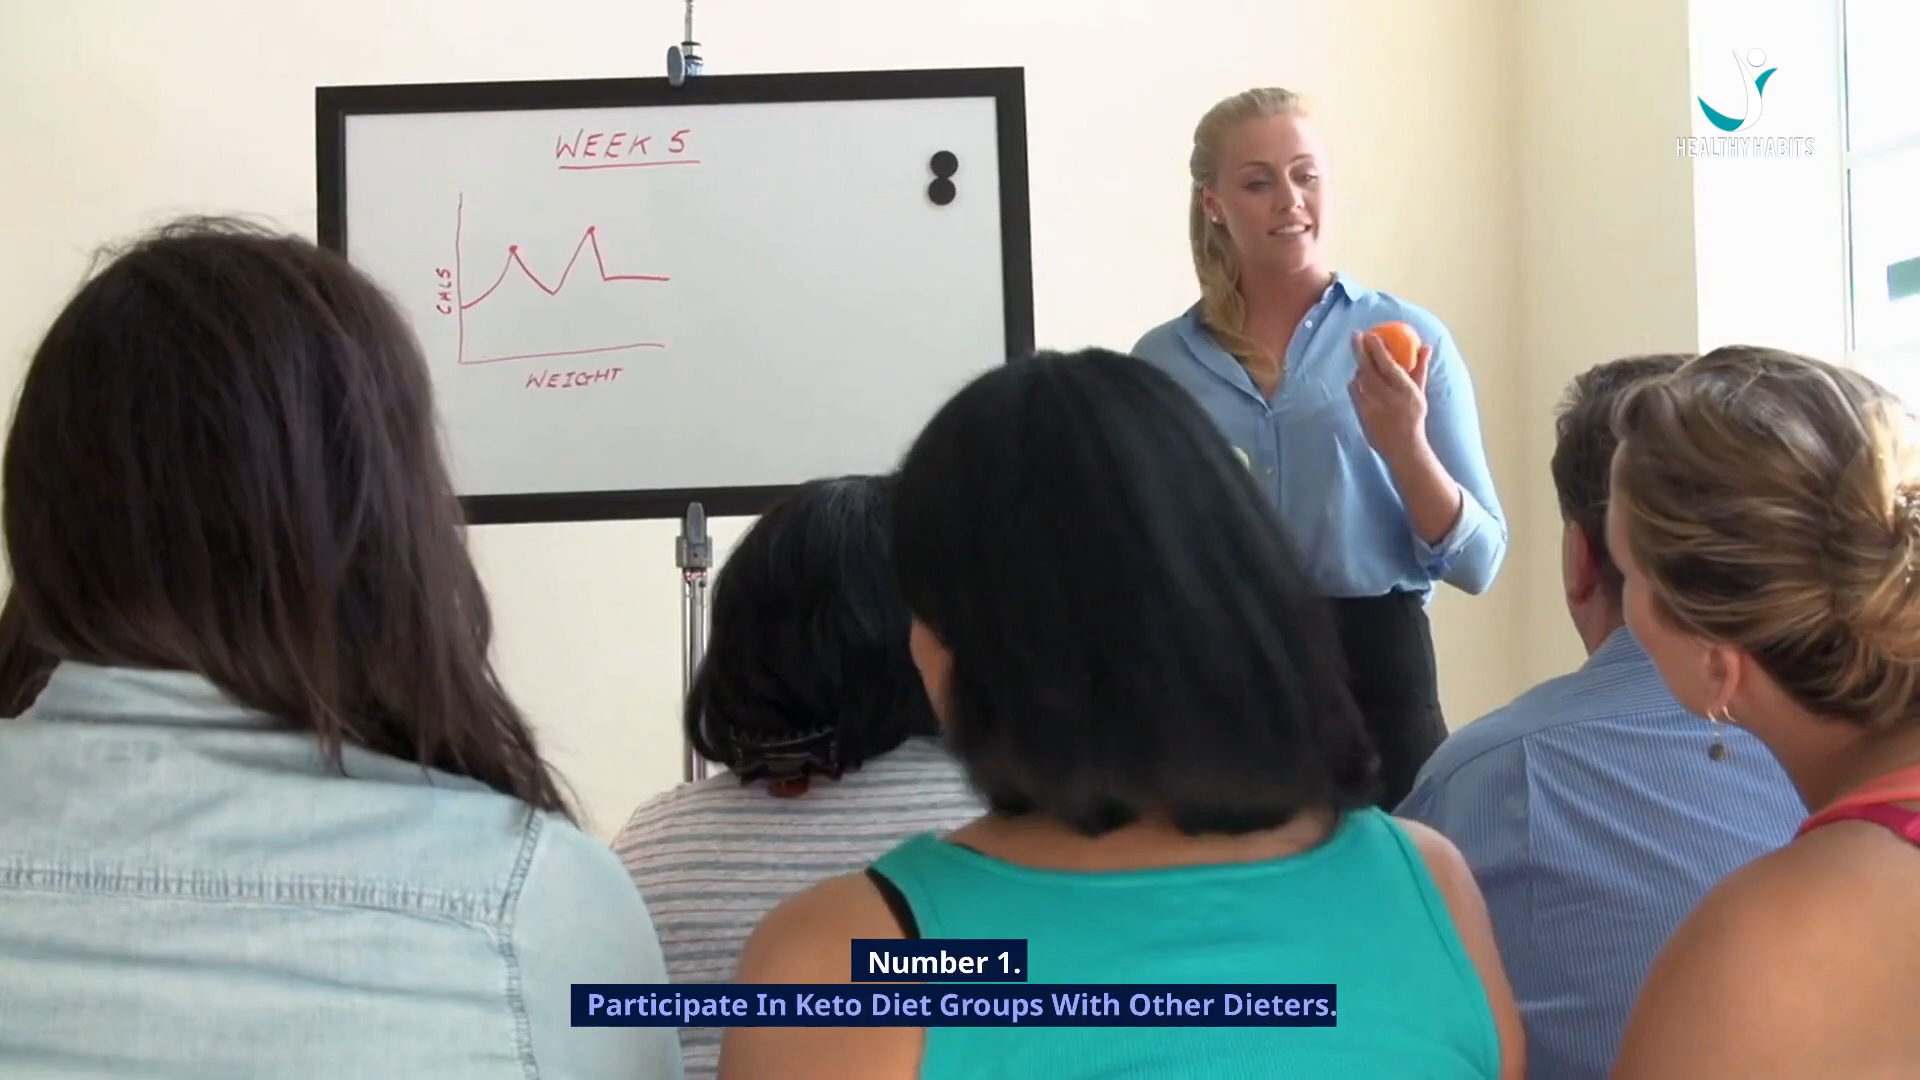 WEEK 5
CALS
WEIGHT
HEALTHY HABITS
Number 1.
Participate In Keto Diet Groups With Other Dieters.